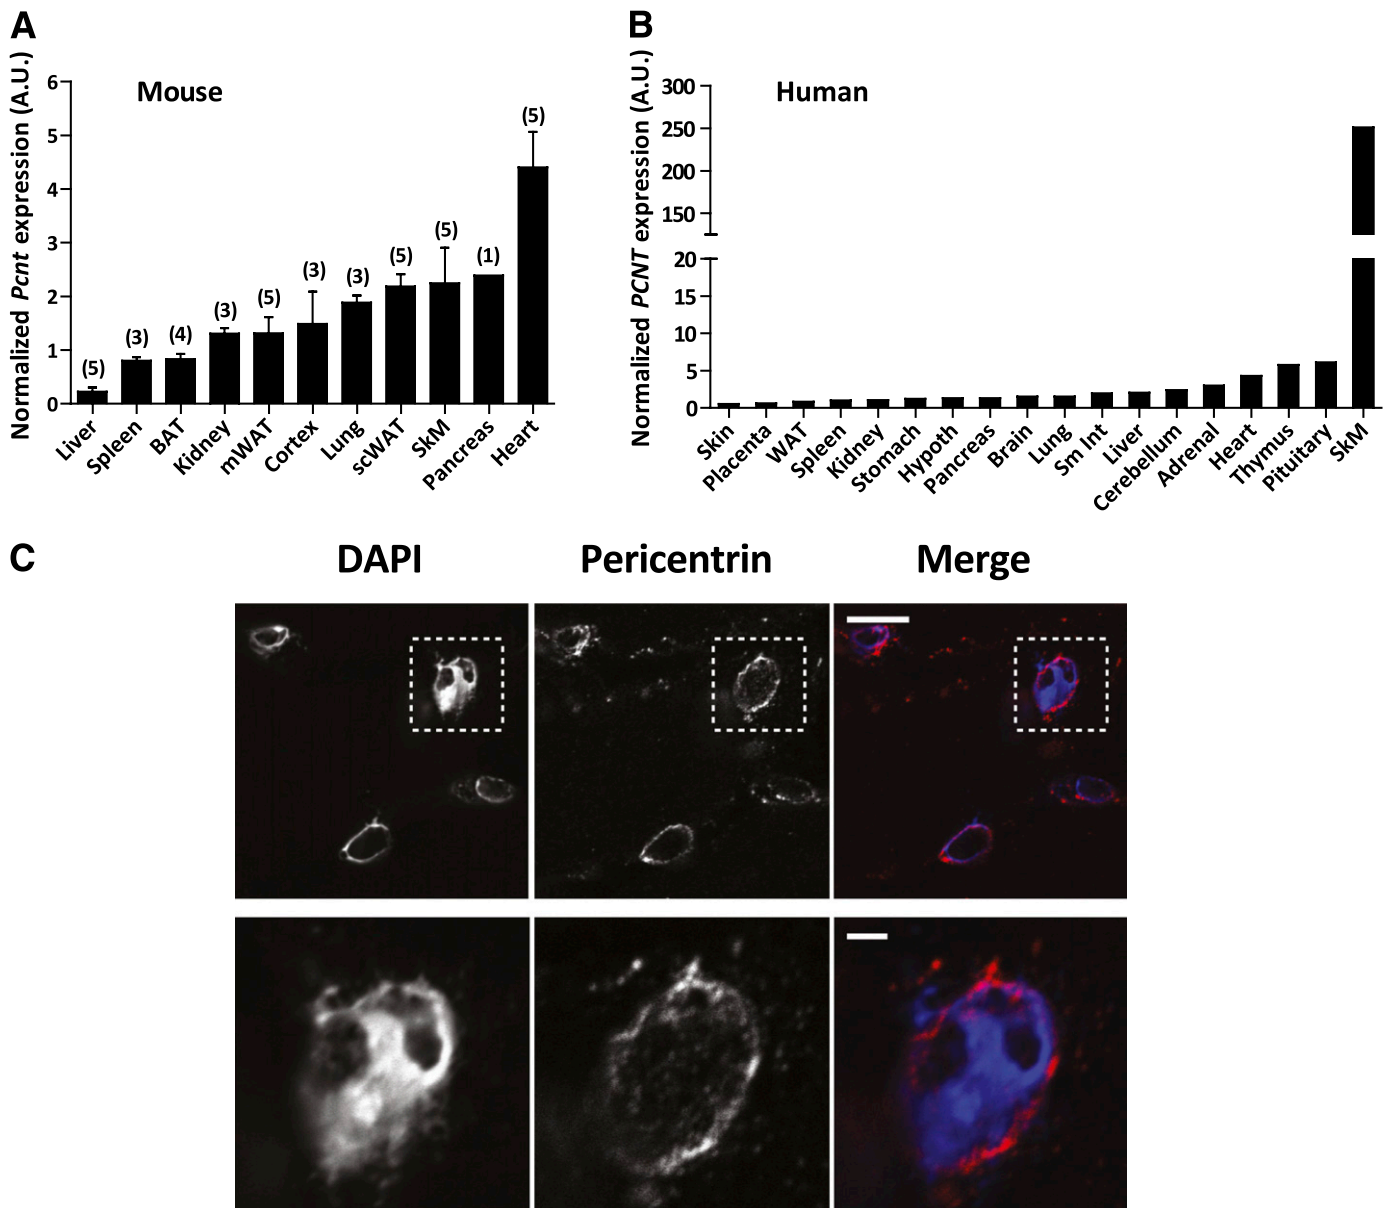 A
Normalized Pcnt expression (A.U.)
Mouse
6
5
4
3
2
1
0
(5)
(3)
(4)
(3)
(5)
(3)
(3)
(5)
(5)
(1)
(5)
Liver
Spleen
BAT
Kidney
mWAT
Cortex
Lung
scWAT
SkM
Pancreas
Heart
B
Normalized PCNT expression (A.U.)
Human
300
250
200
150
20
15
10
5
0
Skin
Placenta
WAT
Spleen
Kidney
Stomach
Hypoth
Pancreas
Brain
Lung
Sm Int
Liver
Cerebellum
Adrenal
Heart
Thymus
Pituitary
SkM
C
DAPI
Pericentrin
Merge